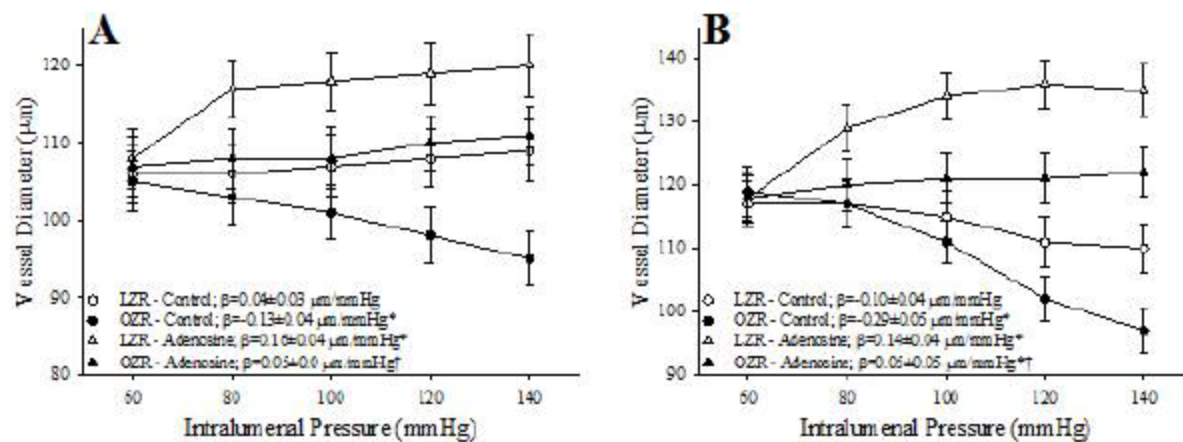 A
Vessel Diameter (μm)
120
110
100
90
80
LZR - Control; β=0.04±0.03 μm/mmHg
OZR - Control; β=-0.13±0.04 μm/mmHg*
LZR - Adenosine; β=0.16±0.04 μm/mmHg*
OZR - Adenosine; β=0.05±0.0 μm/mmHg†
60 80 100 120 140
Intralumenal Pressure (mmHg)
B
Vessel Diameter (μm)
140
130
120
110
100
90
LZR - Control; β=-0.10±0.04 μm/mmHg
OZR - Control; β=-0.29±0.05 μm/mmHg*
LZR - Adenosine; β=0.14±0.04 μm/mmHg*
OZR - Adenosine; β=0.05±0.05 μm/mmHg*†
60 80 100 120 140
Intralumenal Pressure (mmHg)